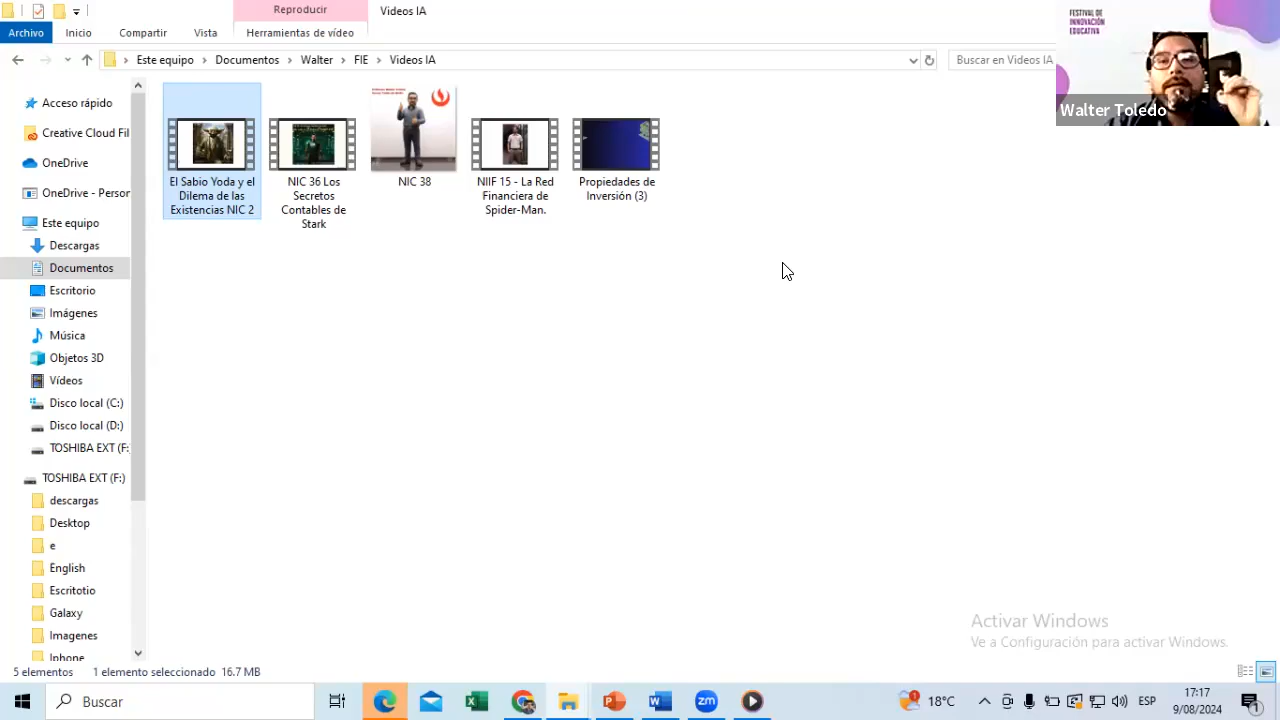 Reproducir
Videos IA
Archivo
Inicio
Compartir
Vista
Herramientas de vídeo
Este equipo
Documentos
Walter
FIE
Videos IA
Buscar en Videos IA
FESTIVAL DE
INNOVACIÓN
EDUCATIVA
Walter Toledo
Acceso rápido
Creative Cloud Fil
OneDrive
OneDrive - Person
Este equipo
Descargas
Documentos
Escritorio
Imágenes
Música
Objetos 3D
Vídeos
Disco local (C:)
Disco local (D:)
TOSHIBA EXT (F:
TOSHIBA EXT (F:)
descargas
Desktop
e
English
Escritotio
Galaxy
Imagenes
Iphone
El Sabio Yoda y el
Dilema de las
Existencias NIC 2
NIC 36 Los
Secretos
Contables de
Stark
NIC 38
NIIF 15 - La Red
Financiera de
Spider-Man.
Propiedades de
Inversión (3)
Activar Windows
Ve a Configuración para activar Windows.
5 elementos
1 elemento seleccionado 16.7 MB
Buscar
18°C
ESP
17:17
9/08/2024